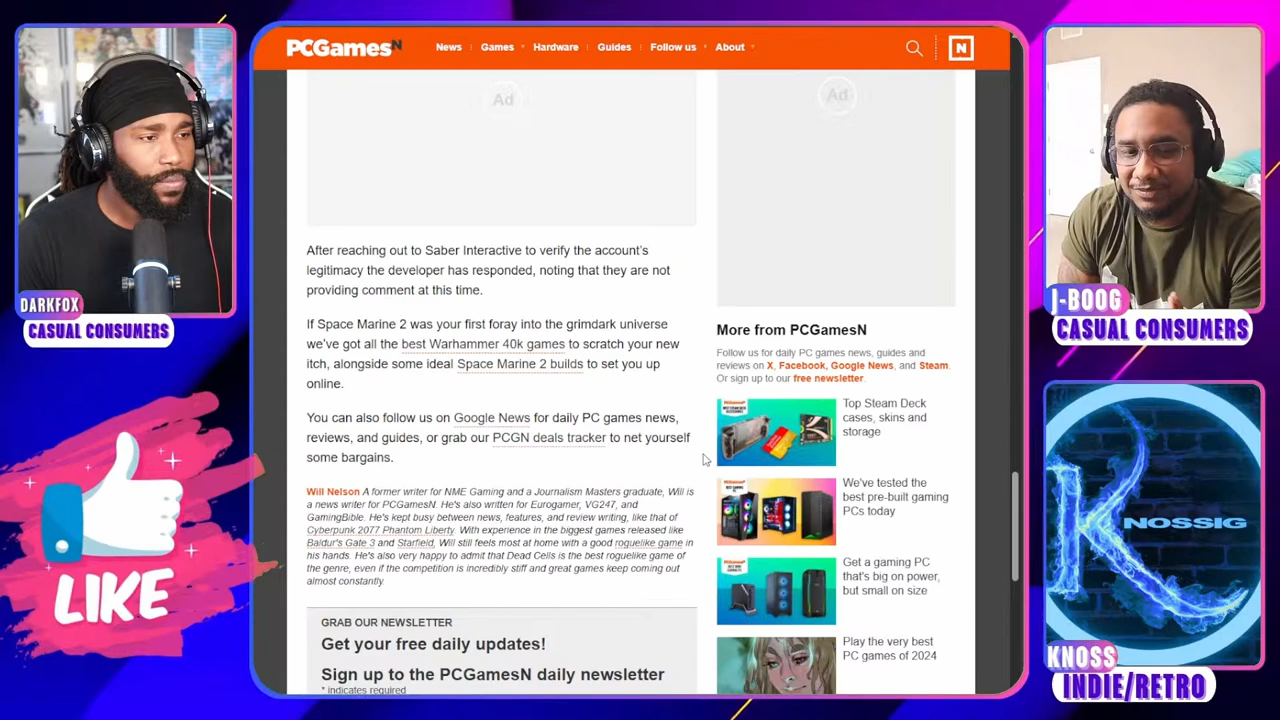 PCGamesN
News
Games
Hardware
Guides
Follow us
About
N
Ad
Ad
After reaching out to Saber Interactive to verify the account's
legitimacy the developer has responded, noting that they are not
providing comment at this time.
If Space Marine 2 was your first foray into the grimdark universe
we've got all the best Warhammer 40k games to scratch your new
itch, alongside some ideal Space Marine 2 builds to set you up
online.
You can also follow us on Google News for daily PC games news,
reviews, and guides, or grab our PCGN deals tracker to net yourself
some bargains.
Will Nelson A former writer for NME Gaming and a Journalism Masters graduate, Will is
a news writer for PCGamesN. He's also written for Eurogamer, VG247, and
GamingBible. He's kept busy between news, features, and review writing, like that of
Cyberpunk 2077 Phantom Liberty. With experience in the biggest games released like
Baldur's Gate 3 and Starfield, Will still feels most at home with a good roguelike game in
his hands. He's also very happy to admit that Dead Cells is the best roguelike game of
the genre, even if the competition is incredibly stiff and great games keep coming out
almost constantly.
GRAB OUR NEWSLETTER
Get your free daily updates!
Sign up to the PCGamesN daily newsletter
* indicates required
More from PCGamesN
Follow us for daily PC games news, guides and
reviews on X, Facebook, Google News, and Steam.
Or sign up to our free newsletter.
Top Steam Deck
cases, skins and
storage
We've tested the
best pre-built gaming
PCs today
Get a gaming PC
that's big on power,
but small on size
Play the very best
PC games of 2024
DARKFOX
CASUAL CONSUMERS
LIKE
J-BOOG
CASUAL CONSUMERS
KNOSSIG
KNOSS
INDIE/RETRO